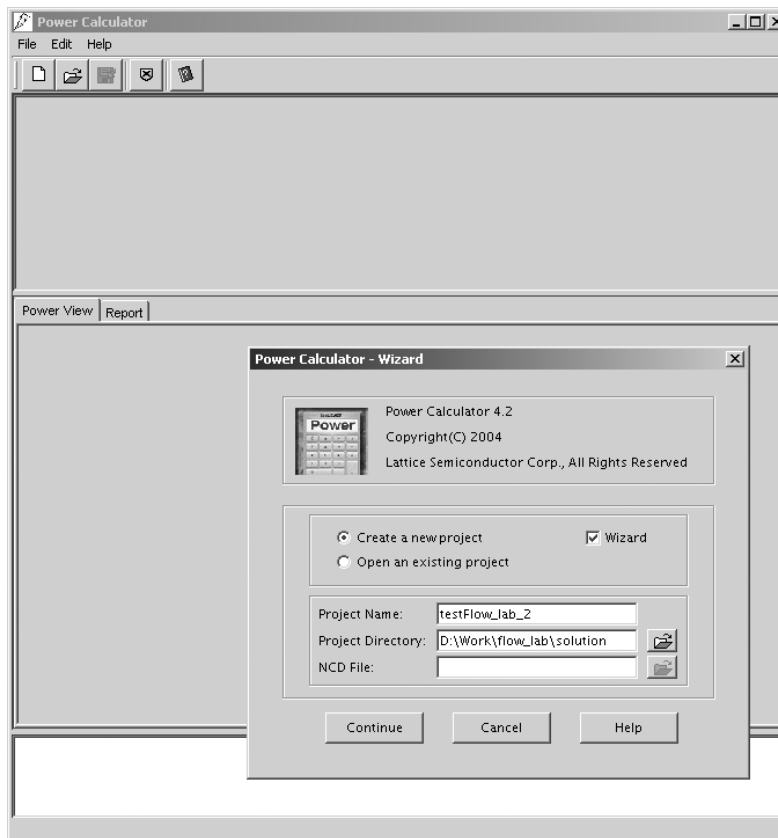 Power Calculator
File Edit Help
Power View Report
Power Calculator - Wizard
Power
Power Calculator 4.2
Copyright(C) 2004
Lattice Semiconductor Corp., All Rights Reserved
Create a new project Wizard
Open an existing project
Project Name: testFlow_lab_2
Project Directory: D:\Work\flow_lab\solution
NCD File:
Continue Cancel Help